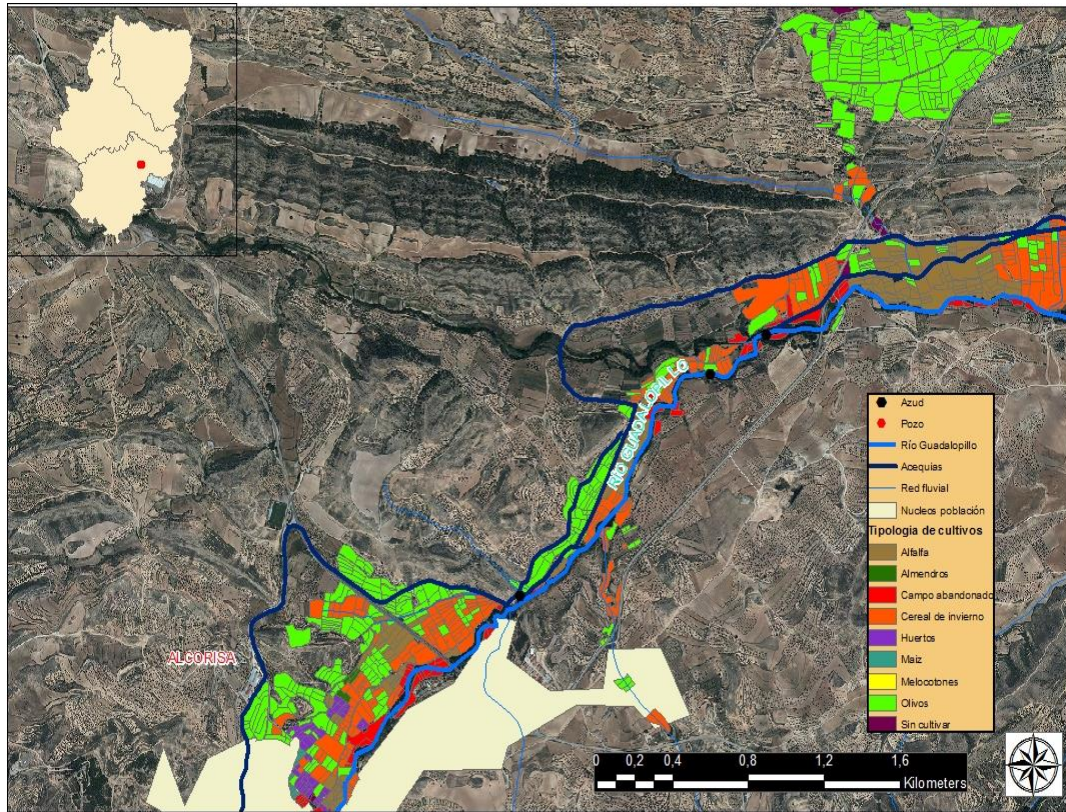 RÍO GUADALOPILLO
ALCORISA
Azud
Pozo
Río Guadalopillo
Acequias
Red fluvial
Nucleos población
Tipologia de cultivos
Alfalfa
Almendros
Campo abandonado
Cereal de invierno
Huertos
Maiz
Melocotones
Olivos
Sin cultivar
0 0,2 0,4 0,8 1,2 1,6
Kilometers